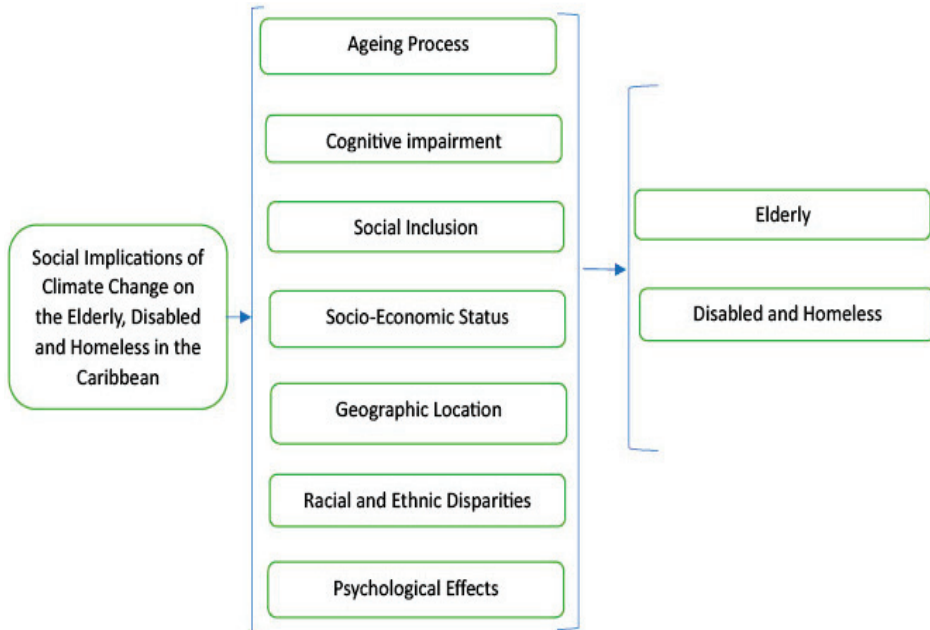 Social Implications of
Climate Change on
the Elderly, Disabled
and Homeless in the
Caribbean
Ageing Process
Cognitive impairment
Social Inclusion
Socio-Economic Status
Geographic Location
Racial and Ethnic Disparities
Psychological Effects
Elderly
Disabled and Homeless